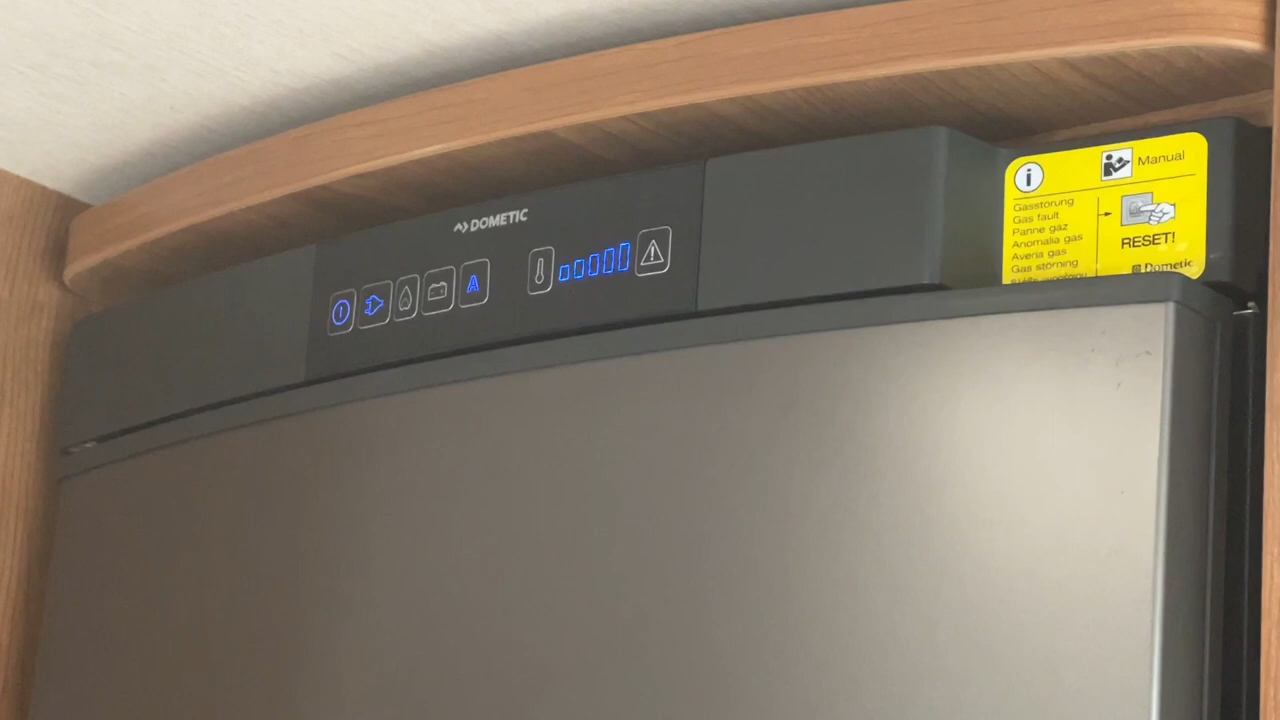 DOMETIC
A
i
Manual
Gasstörung
Gas fault
Panne gaz
Anomalia gas
Averia gas
Gas störning
RESET!
Dometic